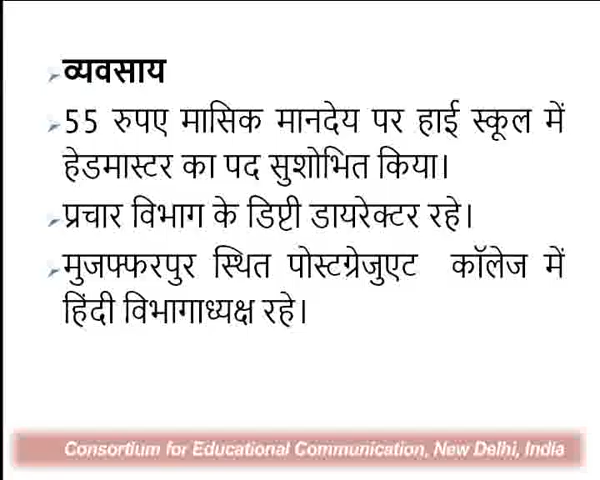 व्यवसाय
55 रुपए मासिक मानदेय पर हाई स्कूल में
हेडमास्टर का पद सुशोभित किया।
प्रचार विभाग के डिप्टी डायरेक्टर रहे।
मुजफ्फरपुर स्थित पोस्टग्रेजुएट कॉलेज में
हिंदी विभागाध्यक्ष रहे।
Consortium for Educational Communication, New Delhi, India